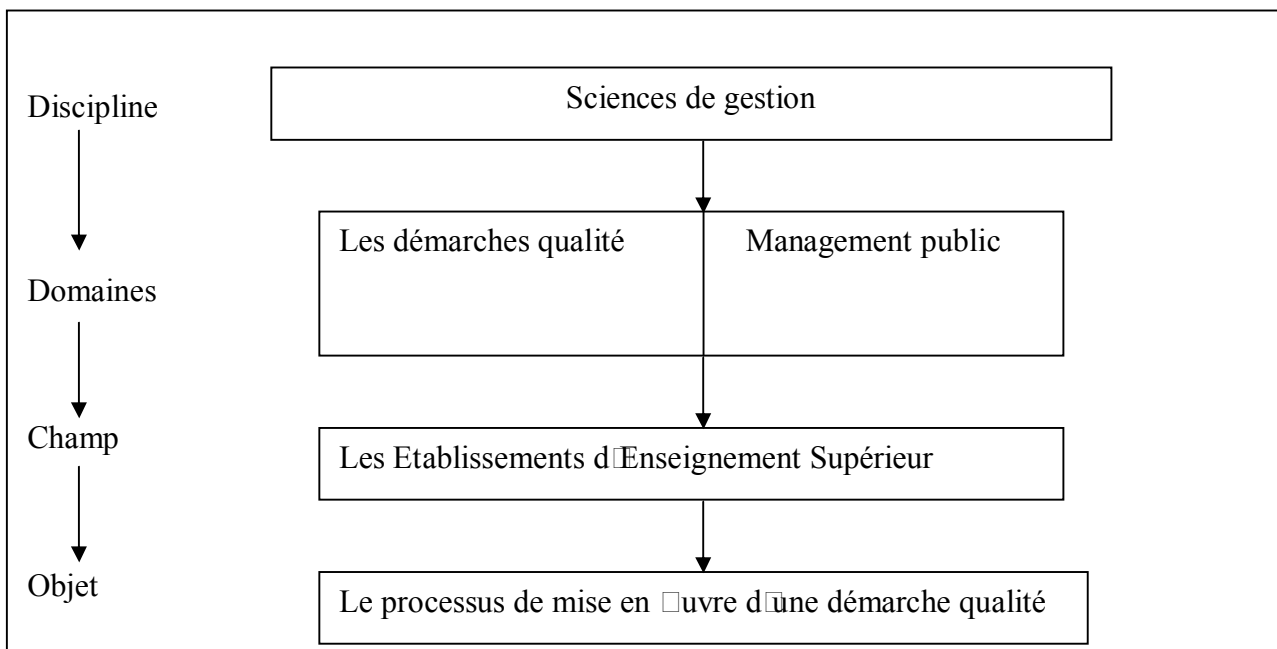 Discipline
Sciences de gestion
Domaines
Les démarches qualité
Management public
Champ
Les Etablissements d□Enseignement Supérieur
Objet
Le processus de mise en □uvre d□une démarche qualité